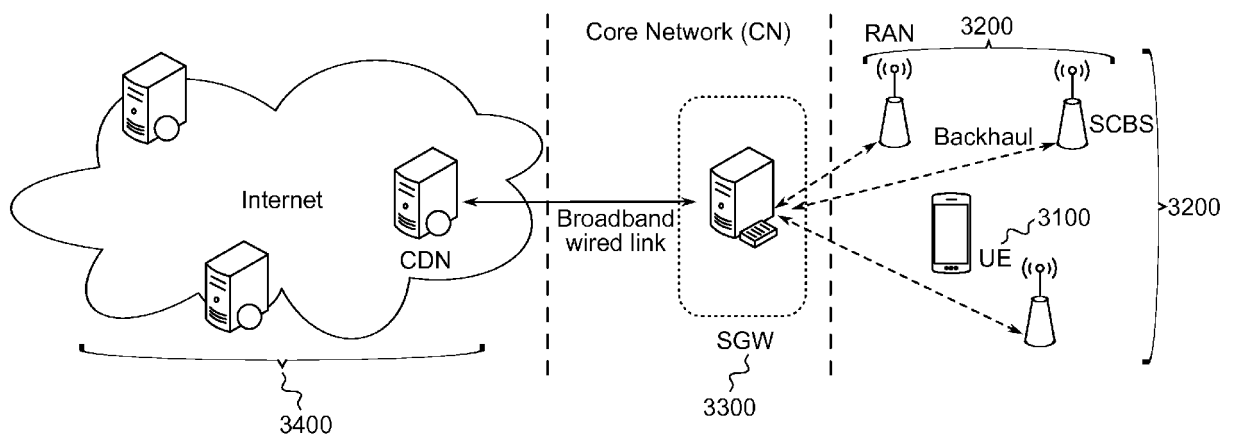 Core Network (CN)
RAN
3200
Backhaul
SCBS
Internet
Broadband
wired link
CDN
3200
3100
UE
SGW
3300
3400